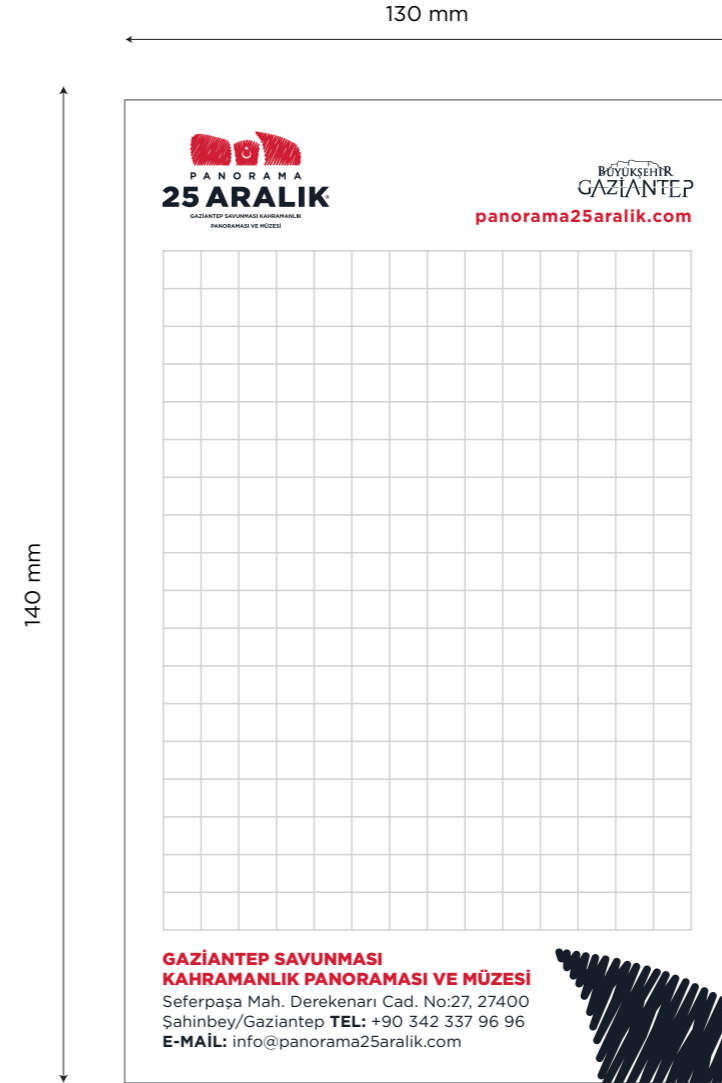 130 mm
140 mm
PANORAMA
25 ARALIK
GAZİANTEP SAVUNMASI KAHRAMANLIK
PANORAMASI VE MÜZESİ
BÜYÜKŞEHİR
GAZİANTEP
panorama25aralik.com
GAZİANTEP SAVUNMASI
KAHRAMANLIK PANORAMASI VE MÜZESİ
Seferpaşa Mah. Derekenarı Cad. No:27, 27400
Şahinbey/Gaziantep TEL: +90 342 337 96 96
E-MAİL: info@panorama25aralik.com